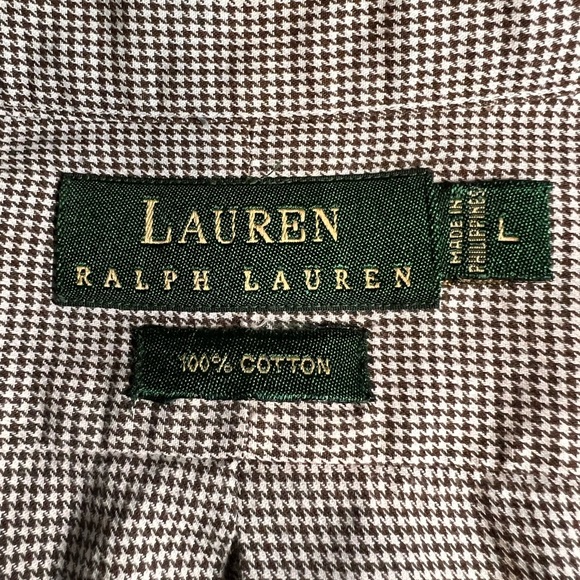 LAUREN
RALPH LAUREN
MADE IN
PHILIPPINES
L
100% COTTON